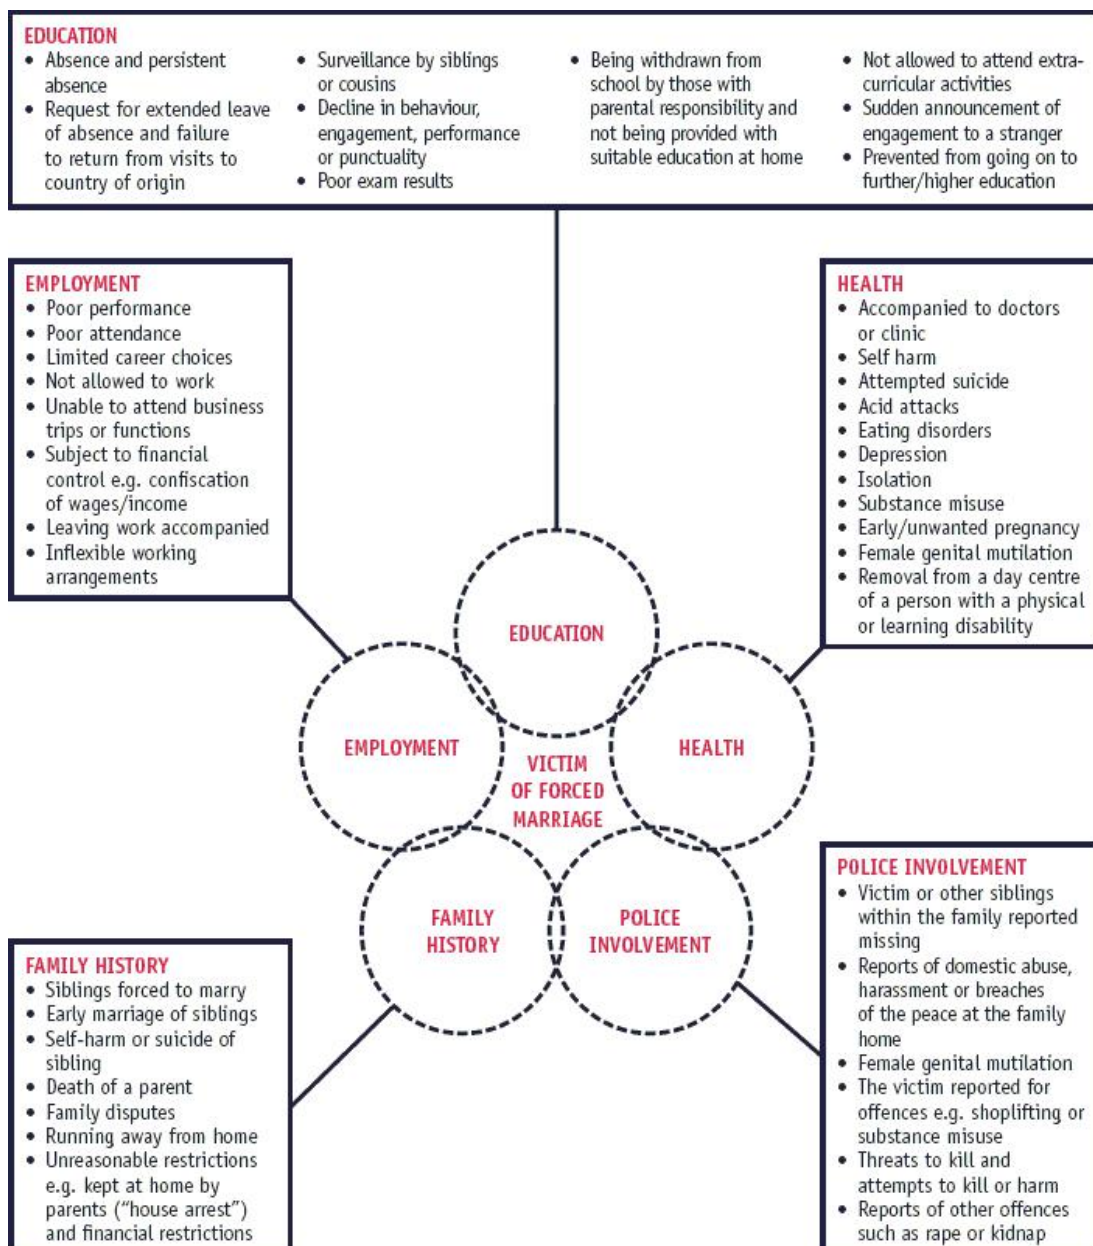 EDUCATION
• Absence and persistent
absence
• Request for extended leave
of absence and failure
to return from visits to
country of origin
• Surveillance by siblings
or cousins
• Decline in behaviour,
engagement, performance
or punctuality
• Poor exam results
• Being withdrawn from
school by those with
parental responsibility and
not being provided with
suitable education at home
• Not allowed to attend extra-
curricular activities
• Sudden announcement of
engagement to a stranger
• Prevented from going on to
further/higher education
EMPLOYMENT
• Poor performance
• Poor attendance
• Limited career choices
• Not allowed to work
• Unable to attend business
trips or functions
• Subject to financial
control e.g. confiscation
of wages/income
• Leaving work accompanied
• Inflexible working
arrangements
HEALTH
• Accompanied to doctors
or clinic
• Self harm
• Attempted suicide
• Acid attacks
• Eating disorders
• Depression
• Isolation
• Substance misuse
• Early/unwanted pregnancy
• Female genital mutilation
• Removal from a day centre
of a person with a physical
or learning disability
EDUCATION
EMPLOYMENT
HEALTH
VICTIM
OF FORCED
MARRIAGE
FAMILY
HISTORY
POLICE
INVOLVEMENT
FAMILY HISTORY
• Siblings forced to marry
• Early marriage of siblings
• Self-harm or suicide of
sibling
• Death of a parent
• Family disputes
• Running away from home
• Unreasonable restrictions
e.g. kept at home by
parents (“house arrest”)
and financial restrictions
POLICE INVOLVEMENT
• Victim or other siblings
within the family reported
missing
• Reports of domestic abuse,
harassment or breaches
of the peace at the family
home
• Female genital mutilation
• The victim reported for
offences e.g. shoplifting or
substance misuse
• Threats to kill and
attempts to kill or harm
• Reports of other offences
such as rape or kidnap